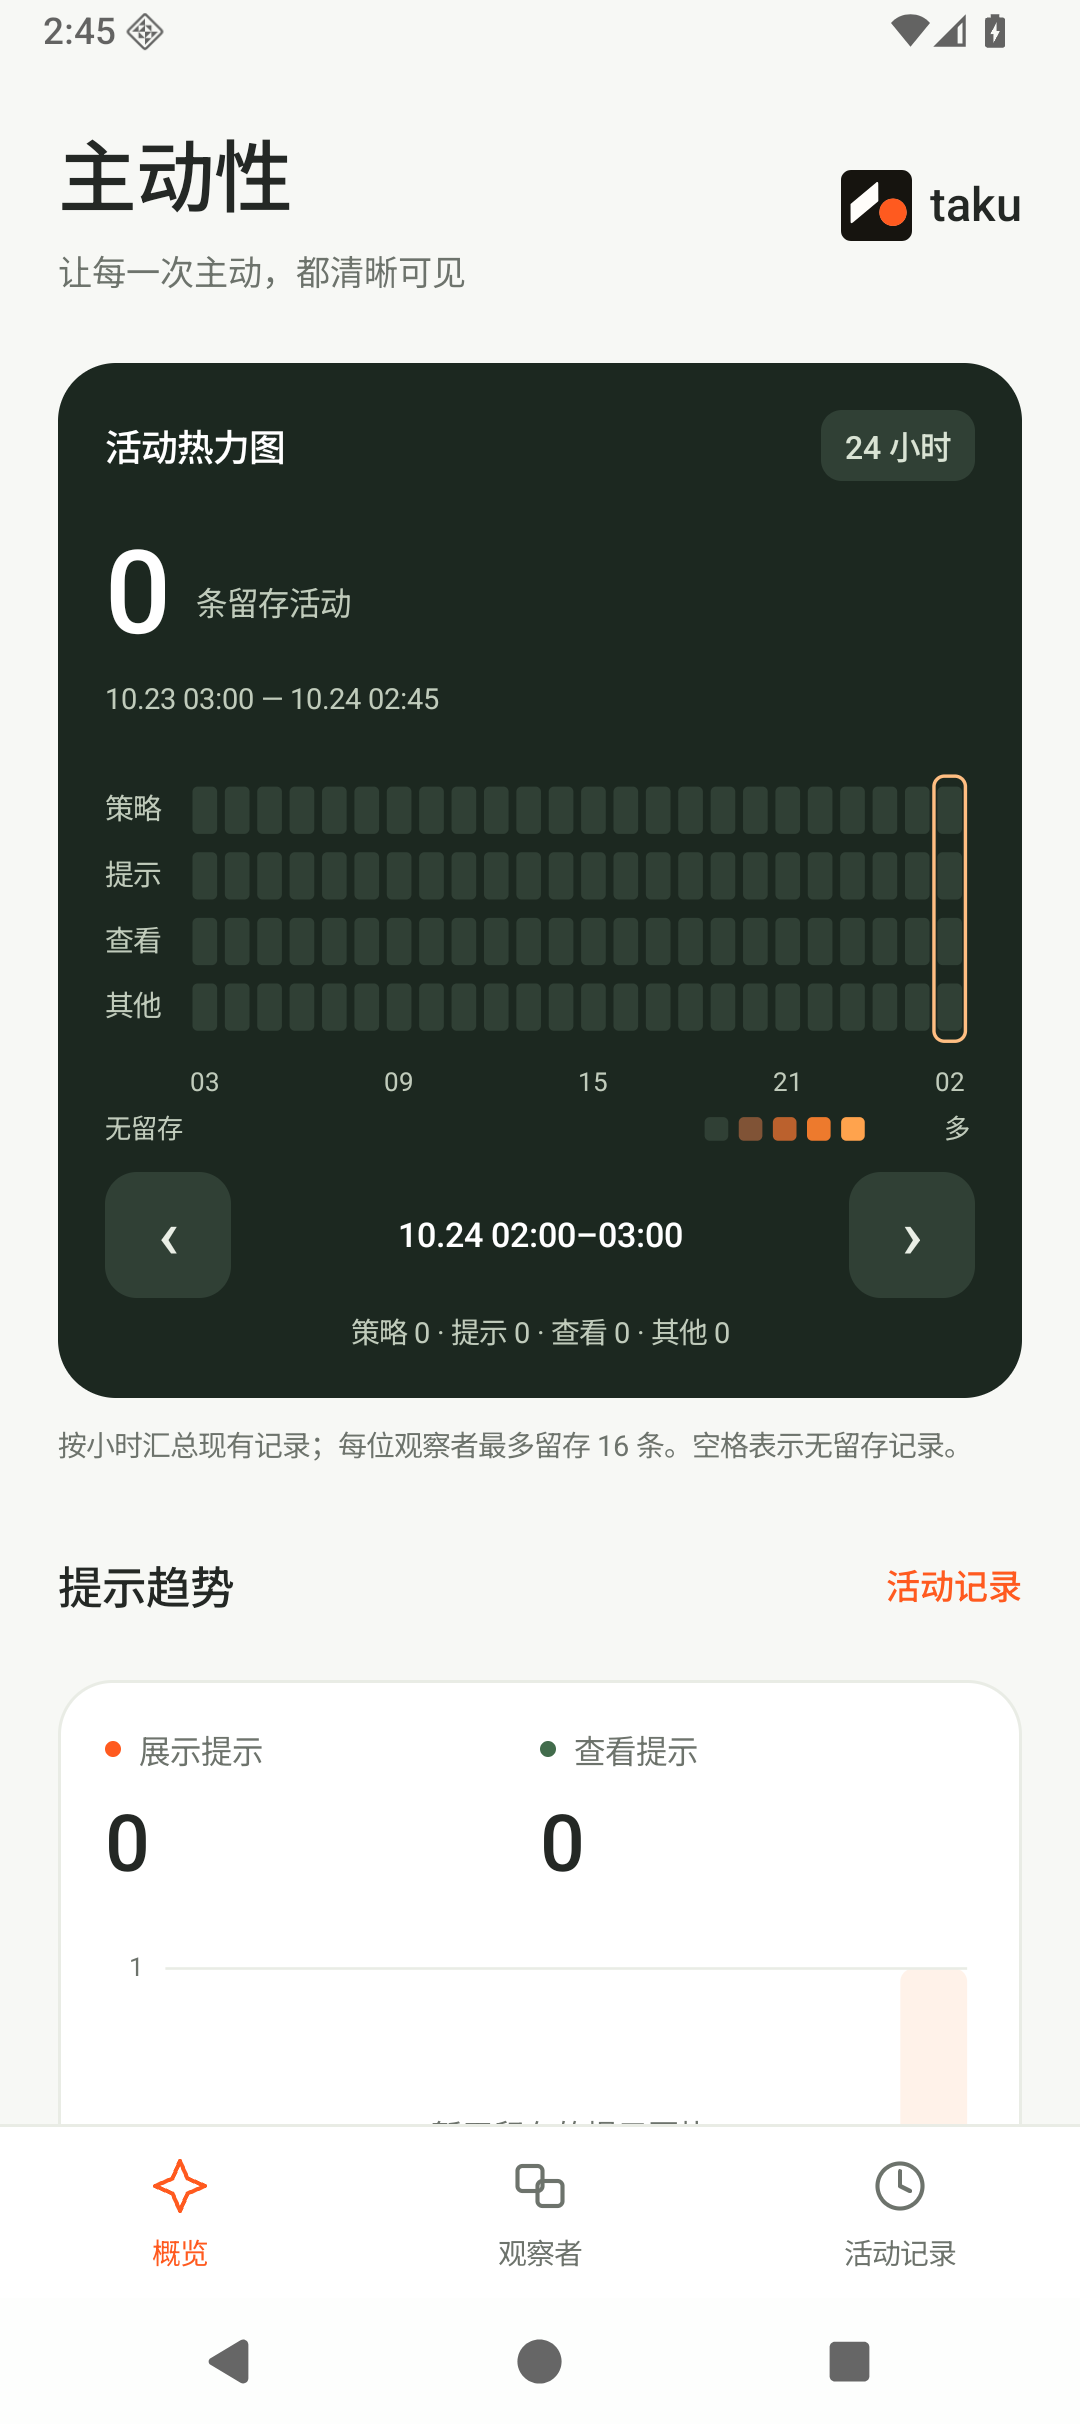 2:45
主动性
taku
让每一次主动，都清晰可见
活动热力图
24 小时
0 条留存活动
10.23 03:00 — 10.24 02:45
策略
提示
查看
其他
03 09 15 21 02
无留存 多
‹ 10.24 02:00–03:00 ›
策略 0 · 提示 0 · 查看 0 · 其他 0
按小时汇总现有记录；每位观察者最多留存 16 条。空格表示无留存记录。
提示趋势
活动记录
展示提示 查看提示
0 0
1
概览 观察者 活动记录